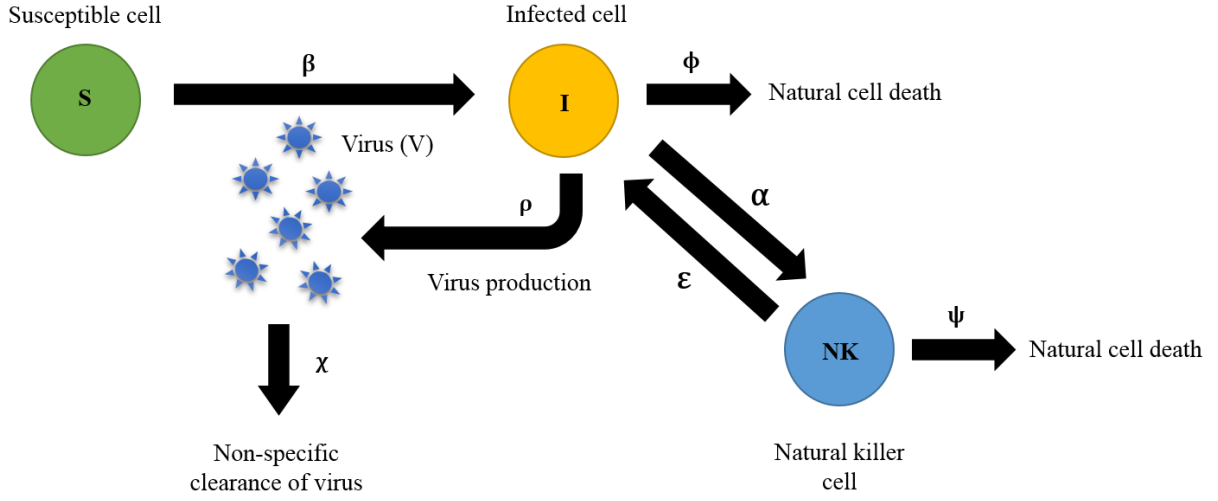 Susceptible cell
Infected cell
S
β
I
ϕ
Natural cell death
Virus (V)
ρ
α
Virus production
ε
NK
ψ
Natural cell death
χ
Non-specific
clearance of virus
Natural killer
cell